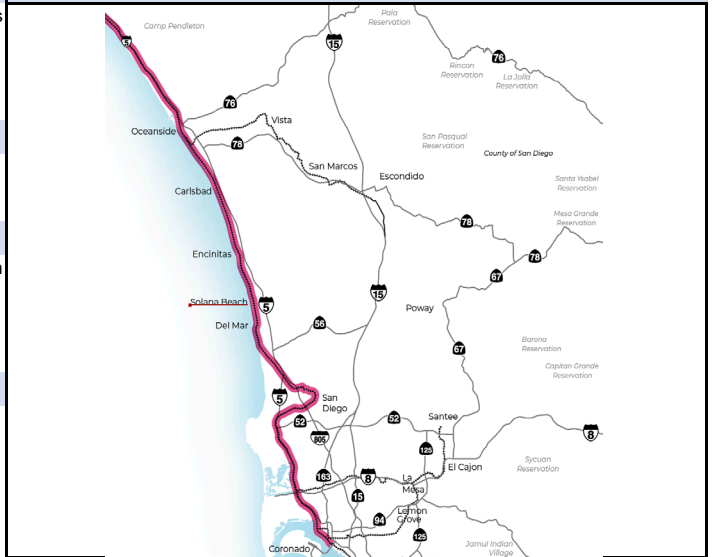 s
n
Camp Pendleton
Pala
Reservation
5
15
76
Rincon
Reservation
La Jolla
Reservation
76
Vista
Oceanside
78
San Pasqual
Reservation
County of San Diego
San Marcos
Escondido
Carlsbad
Santa Ysabel
Reservation
Mesa Grande
Reservation
78
78
Encinitas
67
15
Solana Beach
5
Poway
56
Del Mar
67
Barona
Reservation
Capitan Grande
Reservation
5
San
Diego
52
52
Santee
805
8
125
Sycuan
Reservation
El Cajon
163
8
La
Mesa
15
Lemon
Grove
94
125
Jamul Indian
Village
Coronado